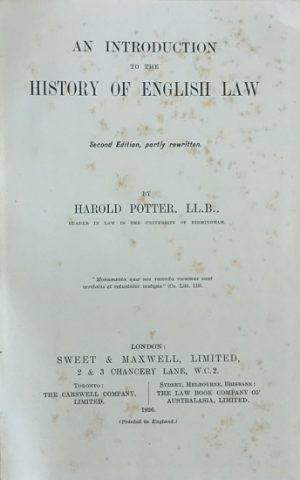 AN INTRODUCTION
TO THE
HISTORY OF ENGLISH LAW
Second Edition, partly rewritten.
BY
HAROLD POTTER, LL.B.,
READER IN LAW IN THE UNIVERSITY OF BIRMINGHAM.
"Monumenta quæ nos recorda vocamus sunt
veritatis et vetustatis vestigia" (Co. Litt. 118).
LONDON:
SWEET & MAXWELL, LIMITED,
2 & 3 CHANCERY LANE, W.C.2.
TORONTO:
THE CARSWELL COMPANY,
LIMITED.
SYDNEY, MELBOURNE, BRISBANE:
THE LAW BOOK COMPANY OF
AUSTRALASIA, LIMITED.
1926.
(Printed in England.)